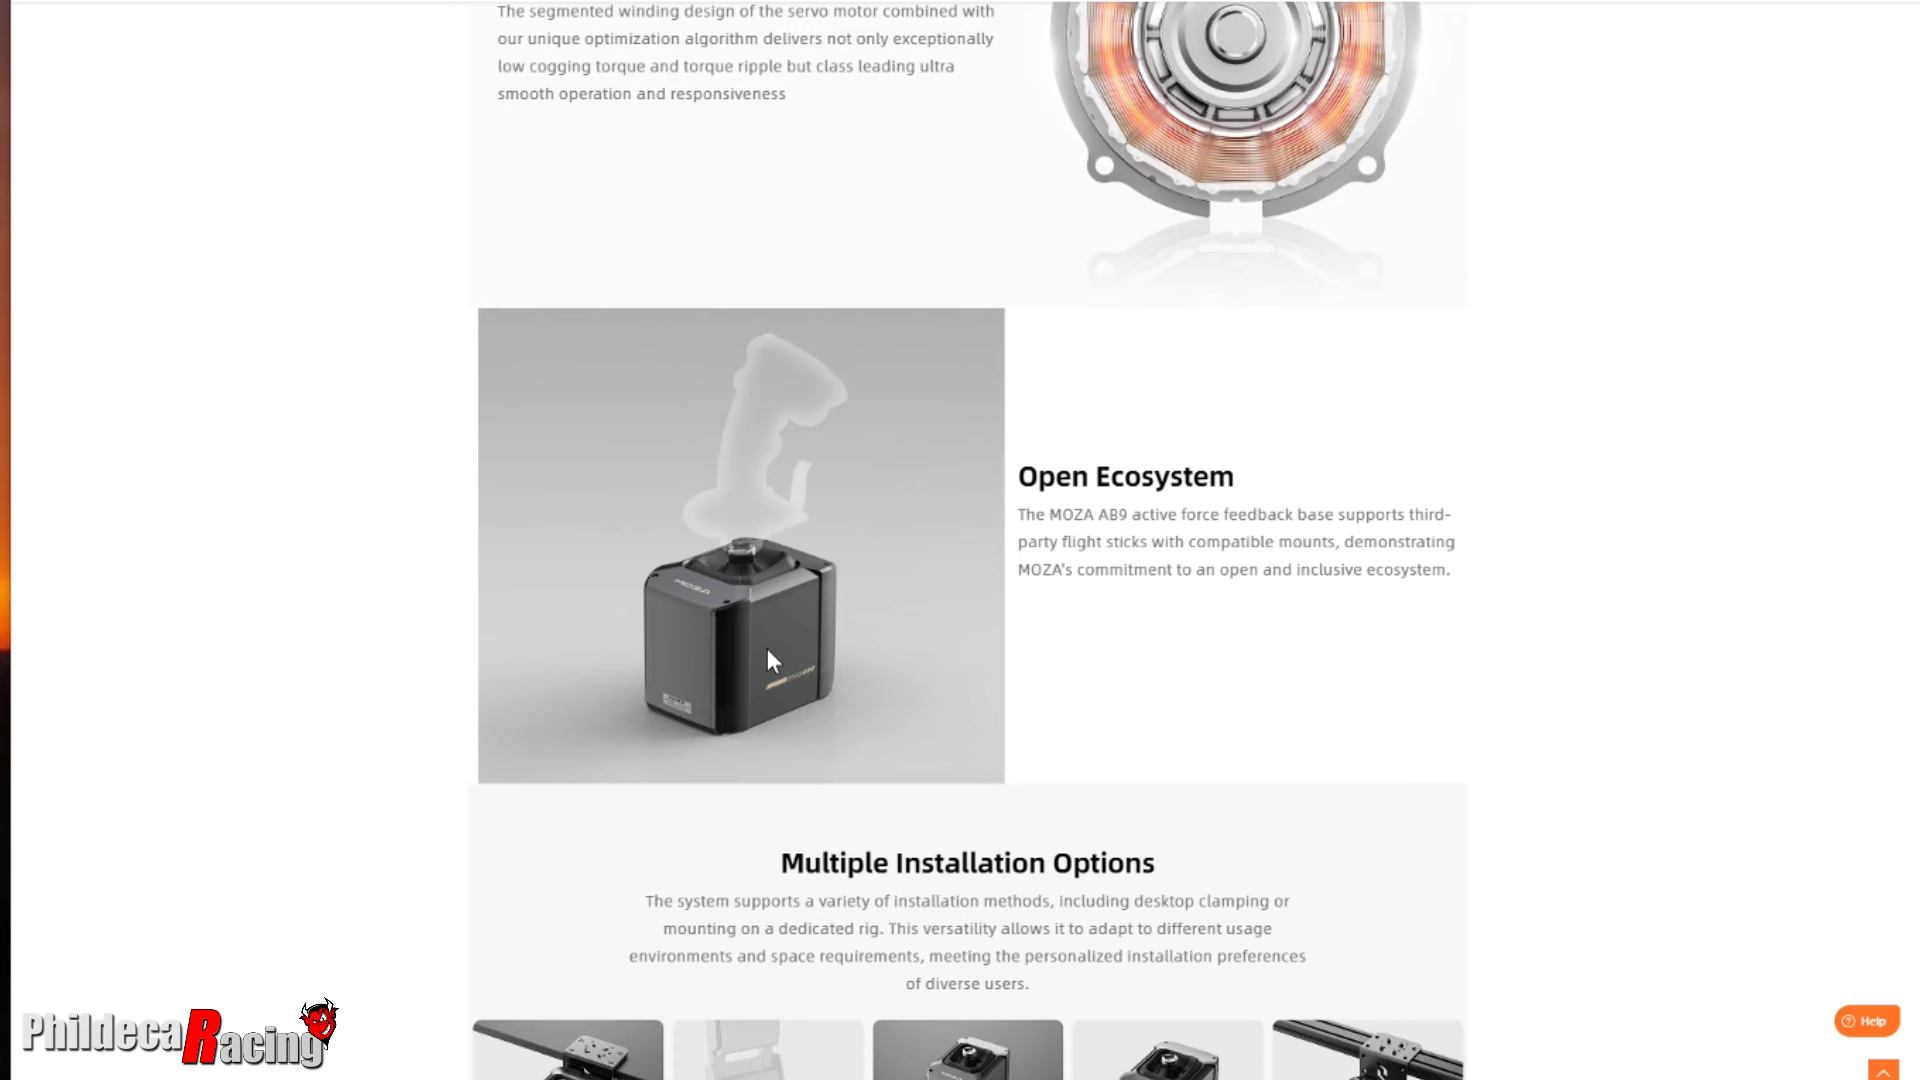 The segmented winding design of the servo motor combined with
our unique optimization algorithm delivers not only exceptionally
low cogging torque and torque ripple but class leading ultra
smooth operation and responsiveness
MOZA
Open Ecosystem
The MOZA AB9 active force feedback base supports third-
party flight sticks with compatible mounts, demonstrating
MOZA's commitment to an open and inclusive ecosystem.
Multiple Installation Options
The system supports a variety of installation methods, including desktop clamping or
mounting on a dedicated rig. This versatility allows it to adapt to different usage
environments and space requirements, meeting the personalized installation preferences
of diverse users.
Phildeca Racing
Help